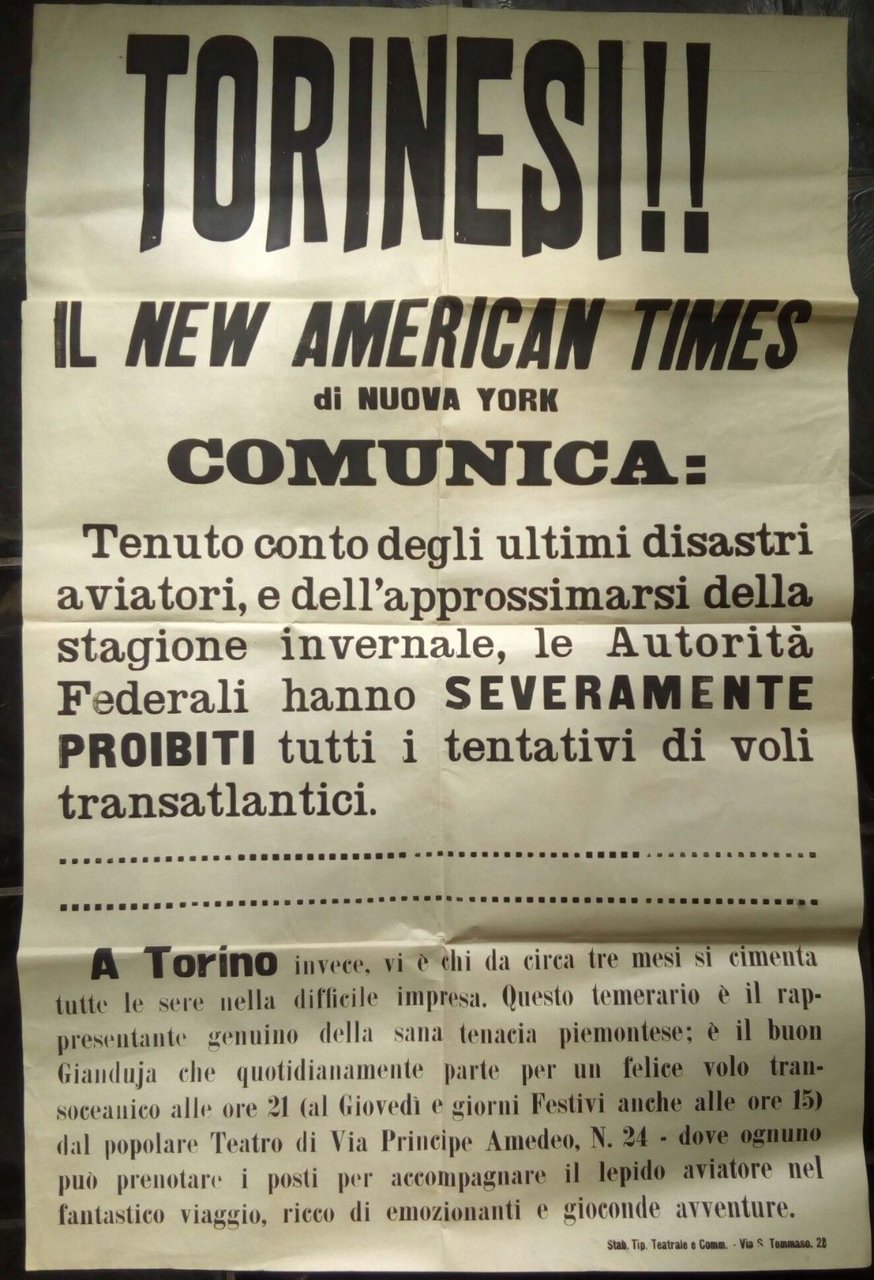 TORINESI!!
IL NEW AMERICAN TIMES
di NUOVA YORK
COMUNICA:
Tenuto conto degli ultimi disastri
aviatori, e dell'approssimarsi della
stagione invernale, le Autorità
Federali hanno SEVERAMENTE
PROIBITI tutti i tentativi di voli
transatlantici.
A Torino invece, vi è chi da circa tre mesi si cimenta
tutte le sere nella difficile impresa. Questo temerario è il rap-
presentante genuino della sana tenacia piemontese; è il buon
Gianduja che quotidianamente parte per un felice volo tran-
soceanico alle ore 21 (al Giovedì e giorni Festivi anche alle ore 15)
dal popolare Teatro di Via Principe Amedeo, N. 24 - dove ognuno
può prenotare i posti per accompagnare il lepido aviatore nel
fantastico viaggio, ricco di emozionanti e gioconde avventure.
Stab. Tip. Teatrale e Comm. - Via S. Tommaso, 28